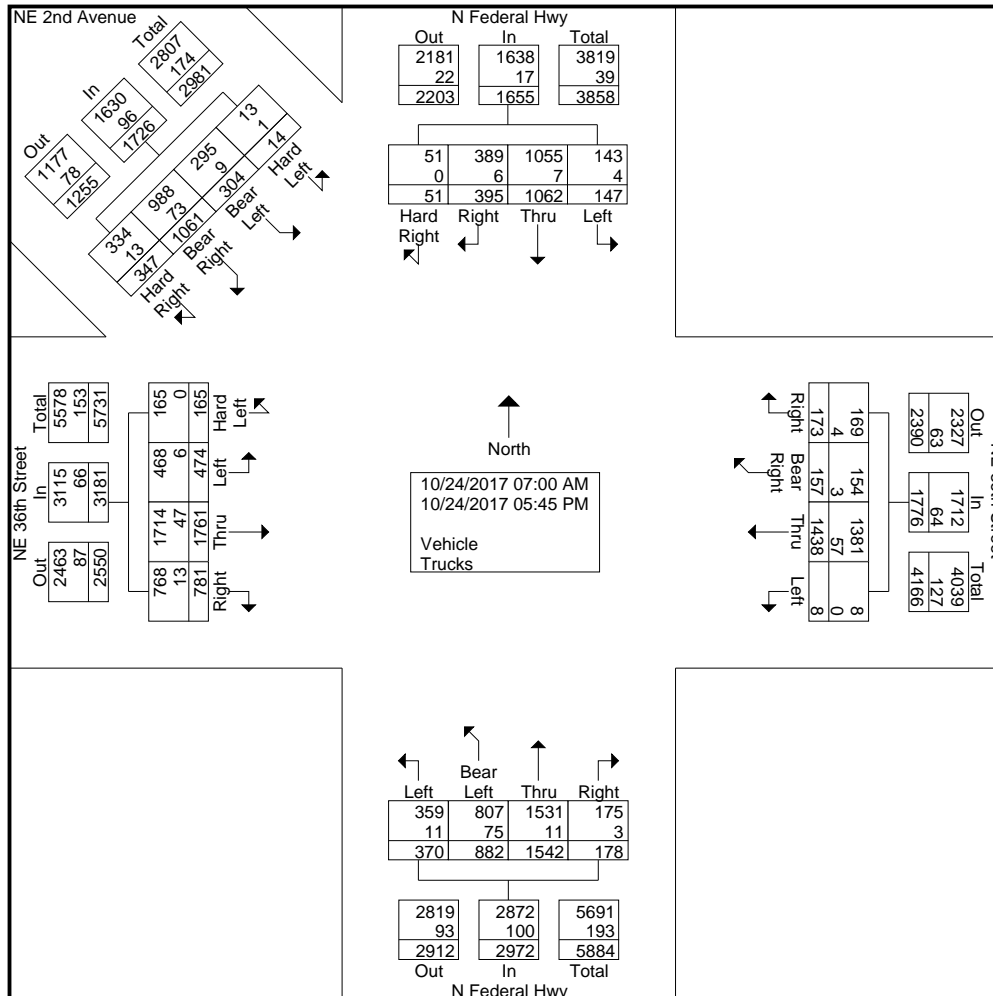 NE 2nd Avenue
Out In Total
1177 1630 2807
78 96 174
1255 1726 2981
334 988 295 13
13 73 9 1
347 1061 304 14
Hard Right
Bear Right
Bear Left
Hard Left
N Federal Hwy
Out In Total
2181 1638 3819
22 17 39
2203 1655 3858
51 389 1055 143
0 6 7 4
51 395 1062 147
Hard Right
Right
Thru
Left
NE 36th Street
Total In Out
5578 3115 2463
153 66 87
5731 3181 2550
165 0 165
Hard Left
468 6 474
Left
1714 47 1761
Thru
768 13 781
Right
North
10/24/2017 07:00 AM
10/24/2017 05:45 PM
Vehicle
Trucks
Right
173 4 169
Bear Right
157 3 154
Thru
1438 57 1381
Left
8 0 8
Out In Total
2327 1712 4039
63 64 127
2390 1776 4166
Left
Bear Left
Thru
Right
359 807 1531 175
11 75 11 3
370 882 1542 178
2819 2872 5691
93 100 193
2912 2972 5884
Out In Total
N Federal Hwy